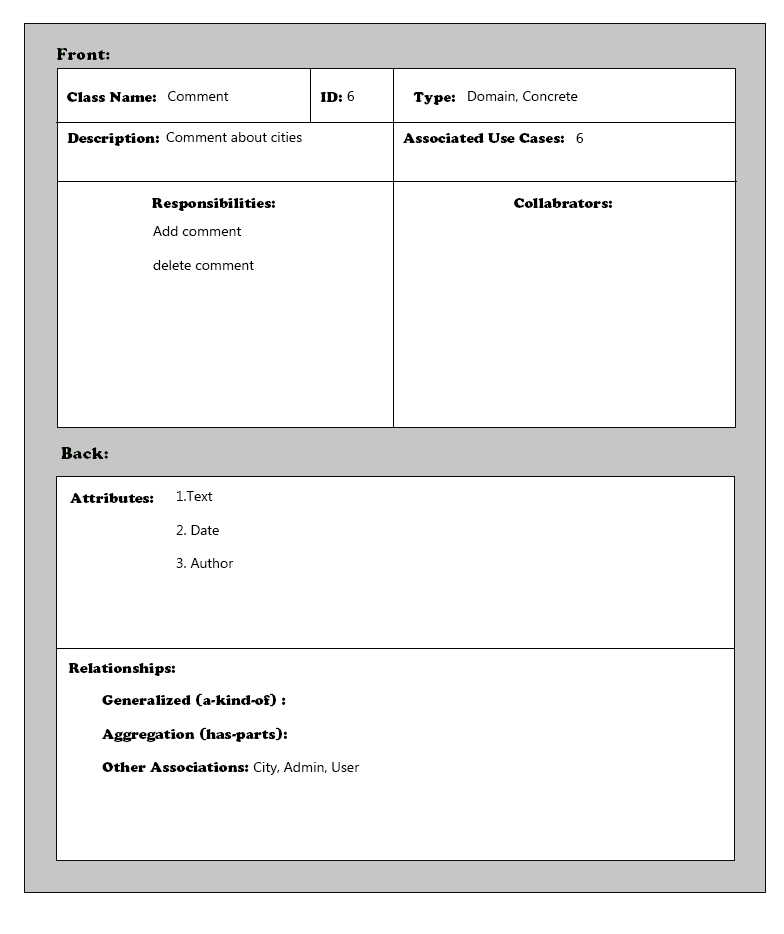 Front:
Class Name: Comment ID: 6 Type: Domain, Concrete
Description: Comment about cities Associated Use Cases: 6
Responsibilities: Collabrators:
Add comment
delete comment
Back:
Attributes: 1.Text
2. Date
3. Author
Relationships:
Generalized (a-kind-of) :
Aggregation (has-parts):
Other Associations: City, Admin, User